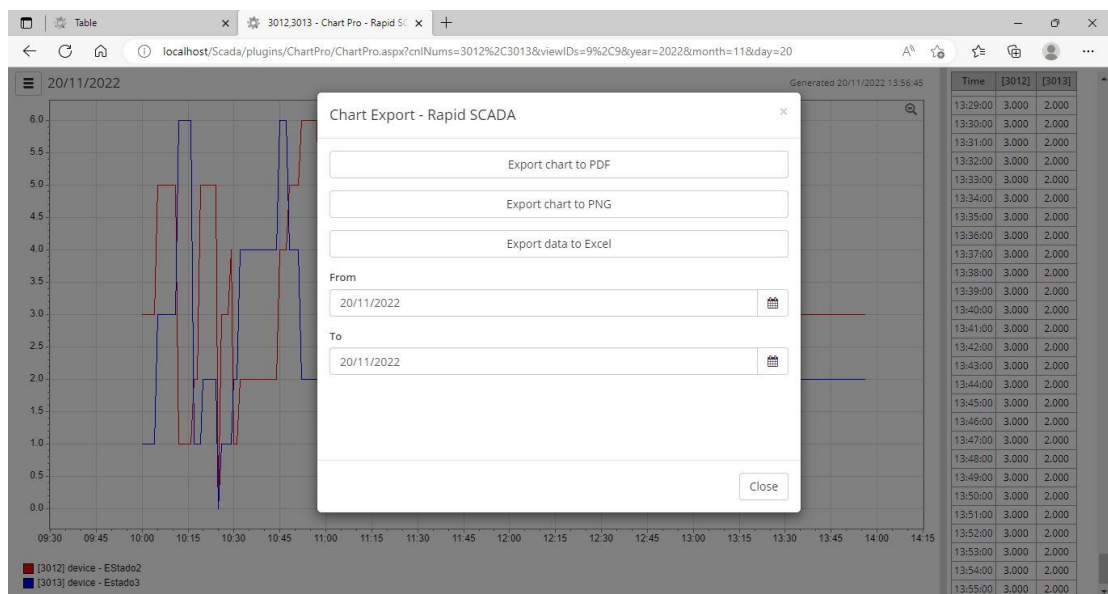 Table
3012,3013 - Chart Pro - Rapid SC
localhost/Scada/plugins/ChartPro/ChartPro.aspx?cnlNums=3012%2C3013&viewIDs=9%2C9&year=2022&month=11&day=20
20/11/2022
Generated 20/11/2022 13:56:45
6.0
5.5
5.0
4.5
4.0
3.5
3.0
2.5
2.0
1.5
1.0
0.5
0.0
09:30 09:45 10:00 10:15 10:30 10:45 11:00 11:15 11:30 11:45 12:00 12:15 12:30 12:45 13:00 13:15 13:30 13:45 14:00 14:15
[3012] device - EStado2
[3013] device - Estado3
Chart Export - Rapid SCADA
Export chart to PDF
Export chart to PNG
Export data to Excel
From
20/11/2022
To
20/11/2022
Close
Time [3012] [3013]
13:29:00 3.000 2.000
13:30:00 3.000 2.000
13:31:00 3.000 2.000
13:32:00 3.000 2.000
13:33:00 3.000 2.000
13:34:00 3.000 2.000
13:35:00 3.000 2.000
13:36:00 3.000 2.000
13:37:00 3.000 2.000
13:38:00 3.000 2.000
13:39:00 3.000 2.000
13:40:00 3.000 2.000
13:41:00 3.000 2.000
13:42:00 3.000 2.000
13:43:00 3.000 2.000
13:44:00 3.000 2.000
13:45:00 3.000 2.000
13:46:00 3.000 2.000
13:47:00 3.000 2.000
13:48:00 3.000 2.000
13:49:00 3.000 2.000
13:50:00 3.000 2.000
13:51:00 3.000 2.000
13:52:00 3.000 2.000
13:53:00 3.000 2.000
13:54:00 3.000 2.000
13:55:00 3.000 2.000